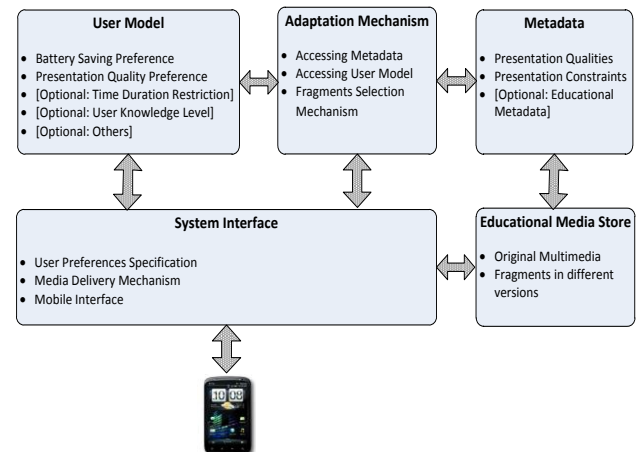 User Model
• Battery Saving Preference
• Presentation Quality Preference
• [Optional: Time Duration Restriction]
• [Optional: User Knowledge Level]
• [Optional: Others]
Adaptation Mechanism
• Accessing Metadata
• Accessing User Model
• Fragments Selection
Mechanism
Metadata
• Presentation Qualities
• Presentation Constraints
• [Optional: Educational
Metadata]
System Interface
• User Preferences Specification
• Media Delivery Mechanism
• Mobile Interface
Educational Media Store
• Original Multimedia
• Fragments in different
versions
10 08